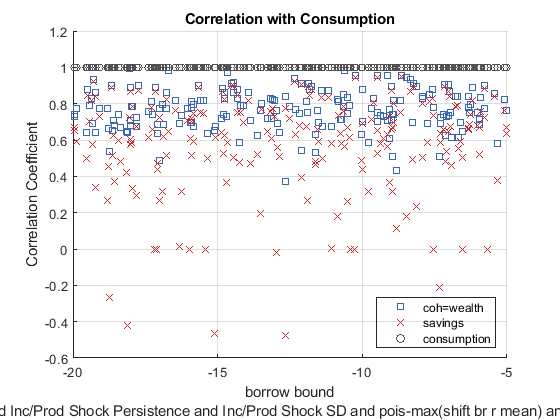 Correlation with Consumption
1.2
1
0.8
0.6
0.4
0.2
0
-0.2
-0.4
-0.6
Correlation Coefficient
coh=wealth
savings
consumption
-20
-15
-10
-5
borrow bound
d Inc/Prod Shock Persistence and Inc/Prod Shock SD and pois-max(shift br r mean) an